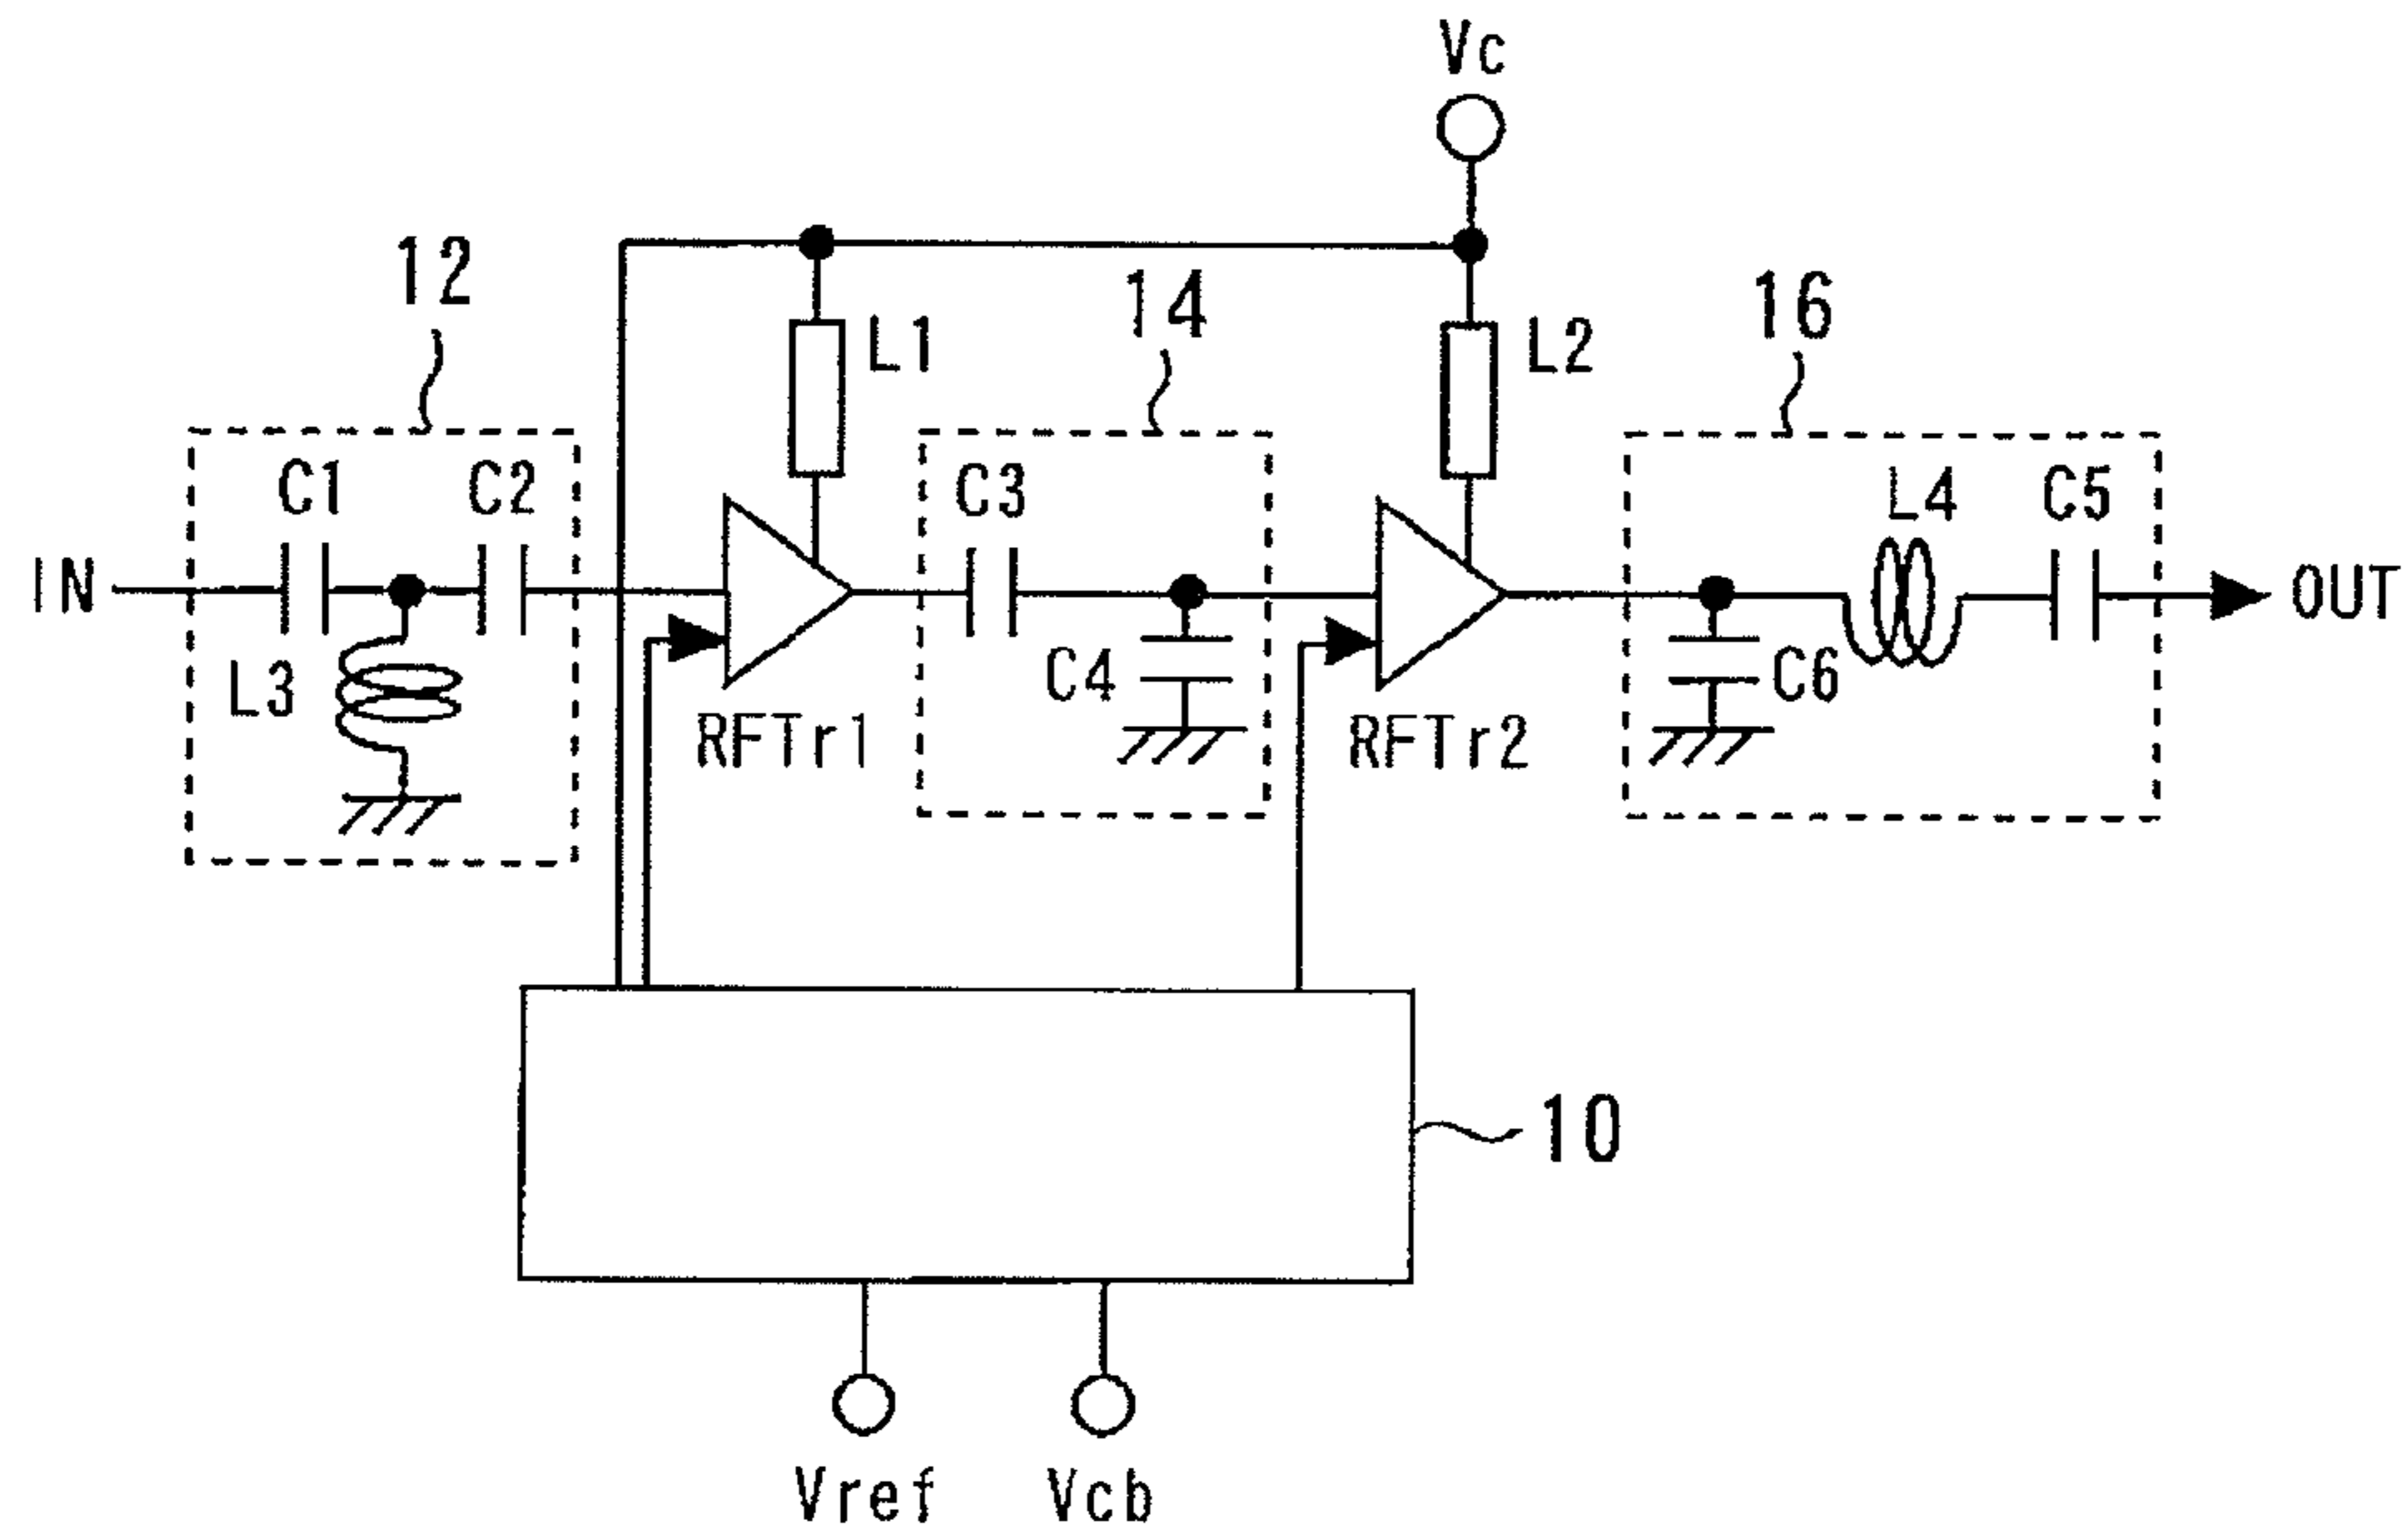 Vc
12
14
16
L1
L2
C1
C2
C3
L4
C5
IN
OUT
L3
C4
C6
RFTr1
RFTr2
10
Vref
Vcb